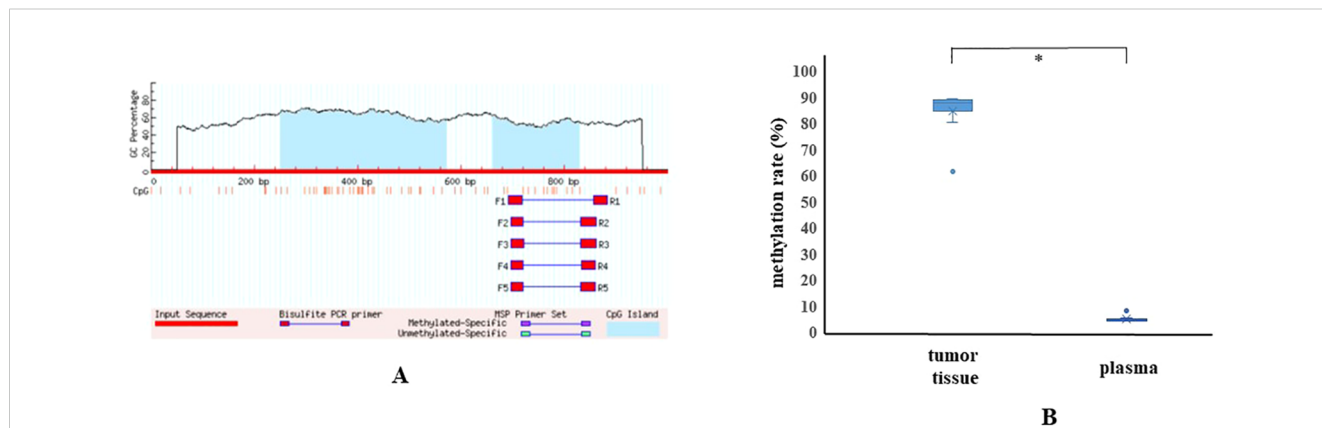 GC Percentage
0 20 40 60 80
0 200 bp 400 bp 600 bp 800 bp
CpG
F1 R1
F2 R2
F3 R3
F4 R4
F5 R5
Input Sequence Bisulfite PCR primer MSP Primer Set CpG Island
Methylated-Specific
Unmethylated-Specific
A
methylation rate (%)
100
90
80
70
60
50
40
30
20
10
0
*
tumor
tissue
plasma
B